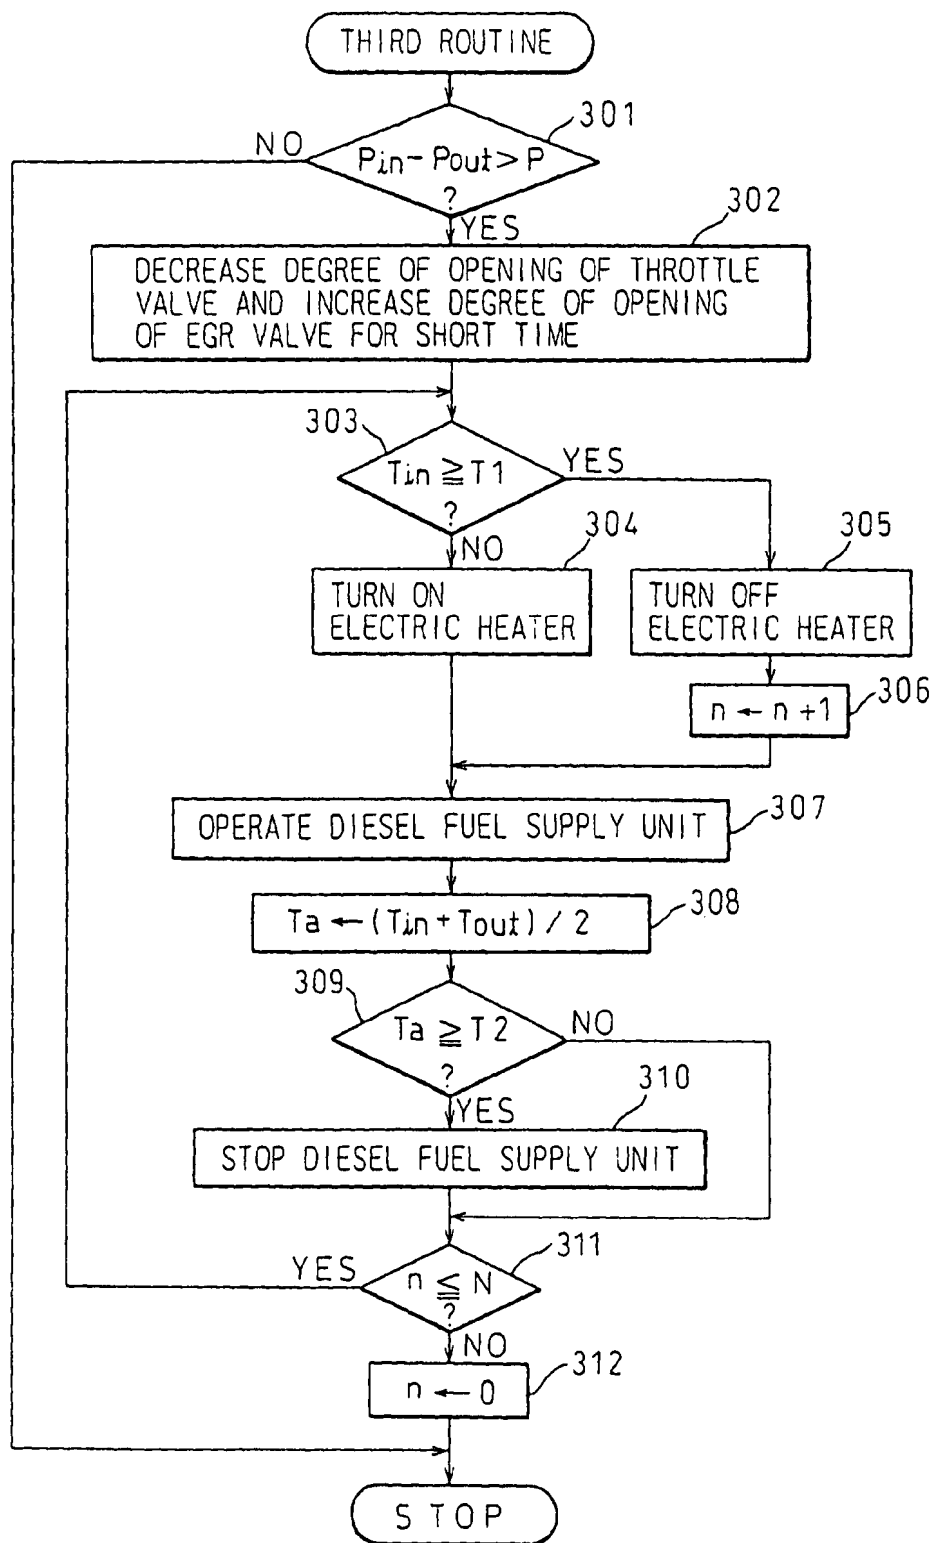 THIRD ROUTINE
301
NO
Pin-Pout>P
?
YES
302
DECREASE DEGREE OF OPENING OF THROTTLE
VALVE AND INCREASE DEGREE OF OPENING
OF EGR VALVE FOR SHORT TIME
303
Tin ≧ T1
?
YES
NO
304
TURN ON
ELECTRIC HEATER
305
TURN OFF
ELECTRIC HEATER
306
n ← n+1
OPERATE DIESEL FUEL SUPPLY UNIT
307
Ta ← (Tin + Tout) / 2
308
309
Ta ≧ T2
?
NO
YES
310
STOP DIESEL FUEL SUPPLY UNIT
YES
n ≦ N
?
311
NO
n ← 0
312
STOP